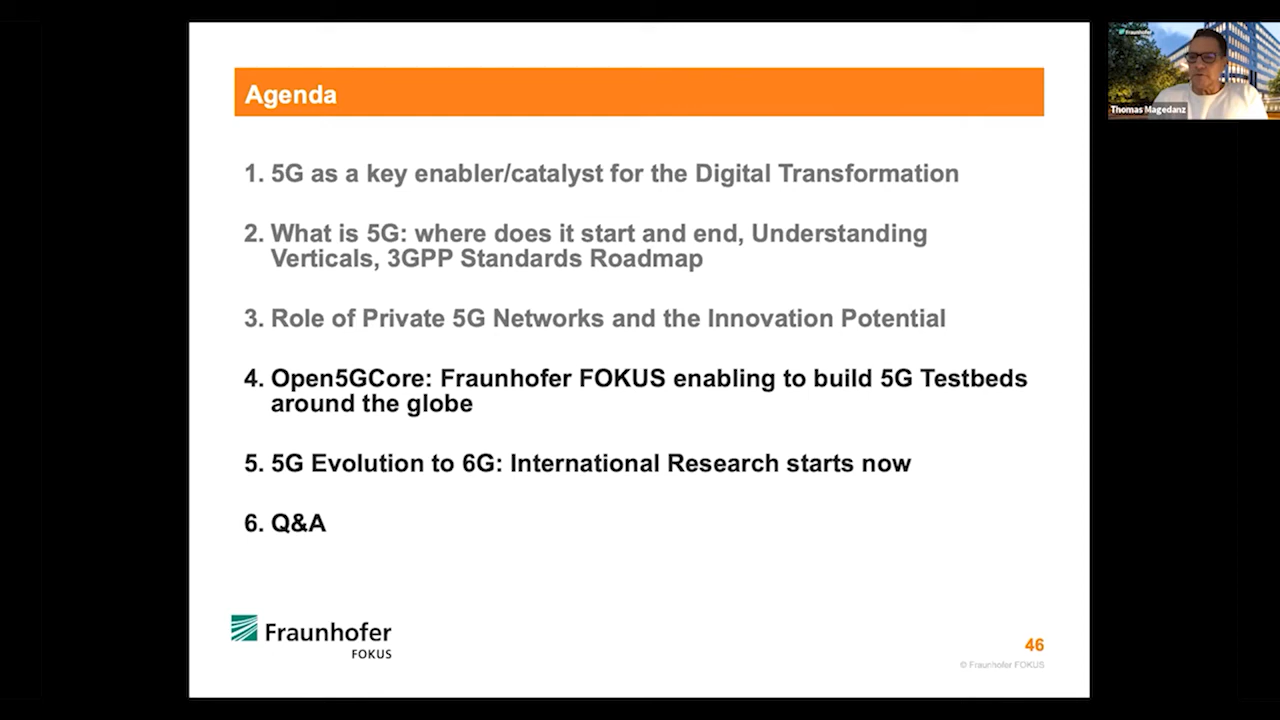 Agenda
1. 5G as a key enabler/catalyst for the Digital Transformation
2. What is 5G: where does it start and end, Understanding
Verticals, 3GPP Standards Roadmap
3. Role of Private 5G Networks and the Innovation Potential
4. Open5GCore: Fraunhofer FOKUS enabling to build 5G Testbeds
around the globe
5. 5G Evolution to 6G: International Research starts now
6. Q&A
Fraunhofer
FOKUS
46
© Fraunhofer FOKUS
Fraunhofer
Thomas Magedanz